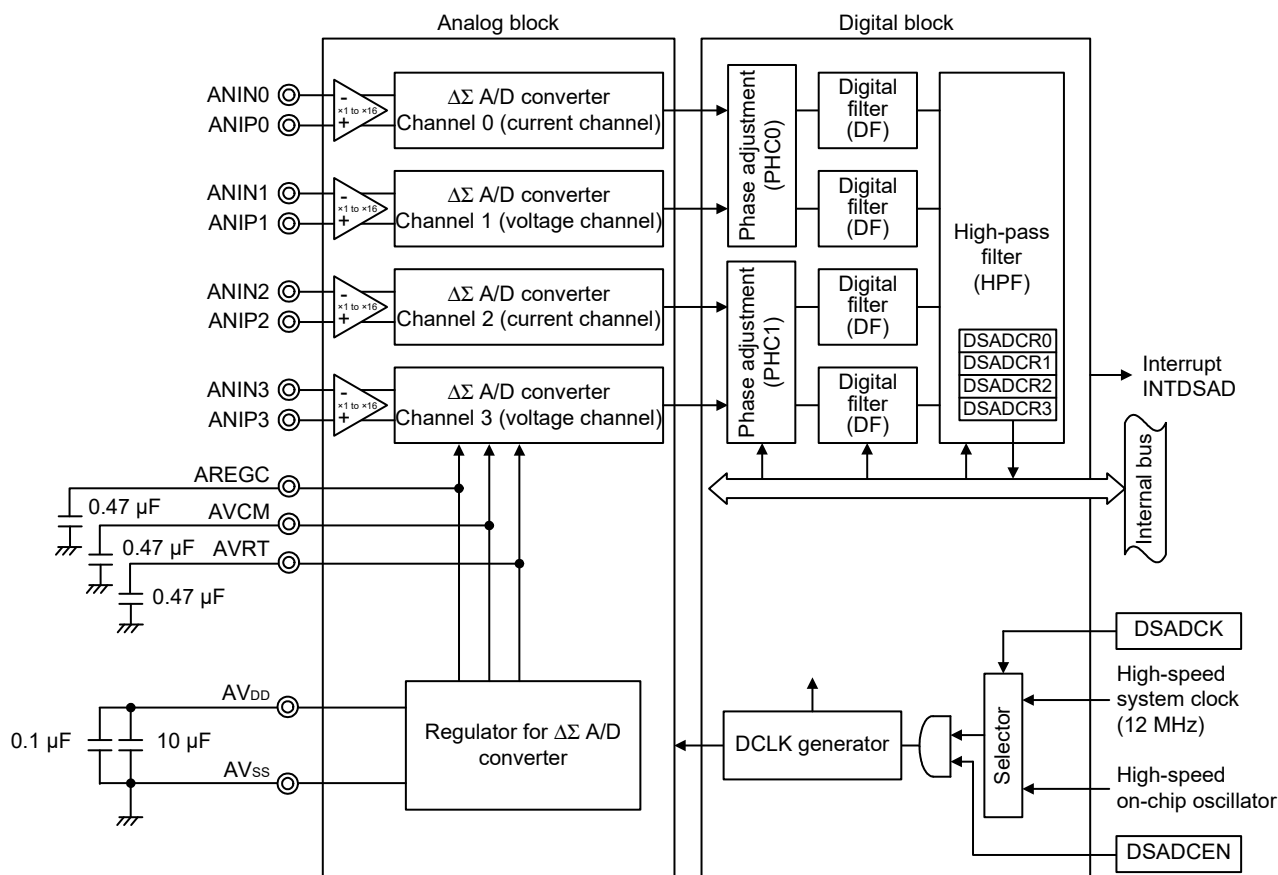 Analog block
Digital block
ANIN0
ANIP0
-
×1 to ×16
+
ΔΣ A/D converter
Channel 0 (current channel)
ANIN1
ANIP1
-
×1 to ×16
+
ΔΣ A/D converter
Channel 1 (voltage channel)
ANIN2
ANIP2
-
×1 to ×16
+
ΔΣ A/D converter
Channel 2 (current channel)
ANIN3
ANIP3
-
×1 to ×16
+
ΔΣ A/D converter
Channel 3 (voltage channel)
Phase adjustment
(PHC0)
Phase adjustment
(PHC1)
Digital
filter
(DF)
Digital
filter
(DF)
Digital
filter
(DF)
Digital
filter
(DF)
High-pass
filter
(HPF)
DSADCR0
DSADCR1
DSADCR2
DSADCR3
Interrupt
INTDSAD
Internal bus
AREGC
0.47 µF
AVCM
0.47 µF
AVRT
0.47 µF
AVDD
0.1 µF
10 µF
AVSS
Regulator for ΔΣ A/D
converter
DCLK generator
Selector
DSADCK
High-speed
system clock
(12 MHz)
High-speed
on-chip oscillator
DSADCEN